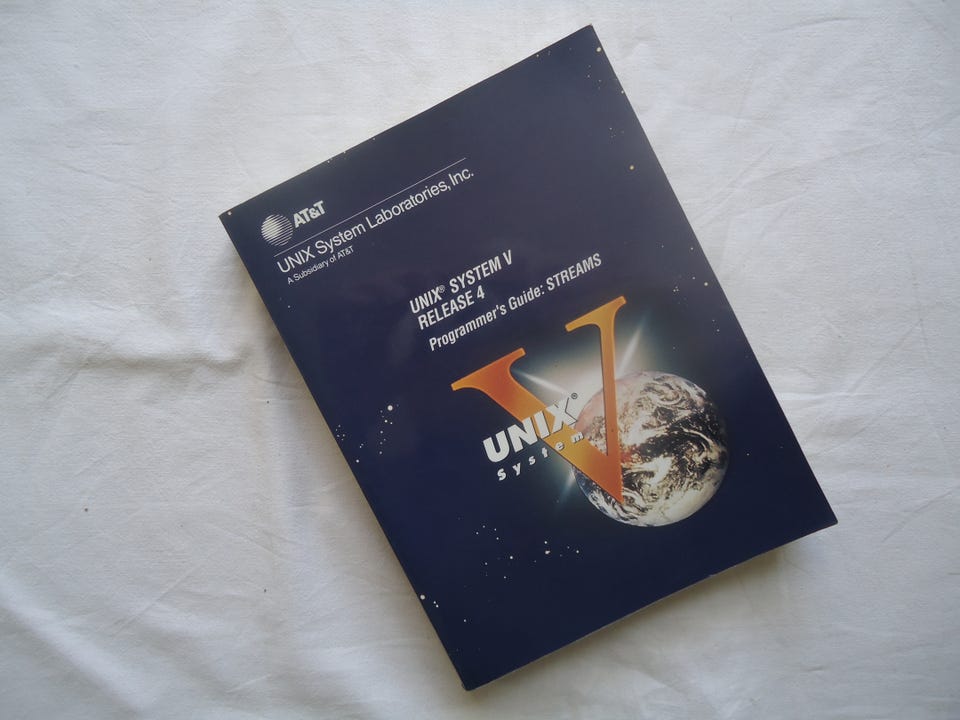 AT&T
UNIX System Laboratories, Inc.
A Subsidiary of AT&T
UNIX® SYSTEM V
RELEASE 4
Programmer's Guide: STREAMS
V
UNIX®
System